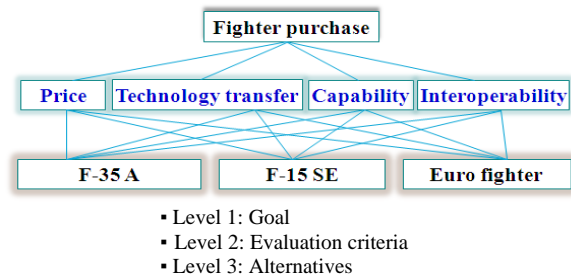 Fighter purchase
Price Technology transfer Capability Interoperability
F-35 A F-15 SE Euro fighter
▪ Level 1: Goal
▪ Level 2: Evaluation criteria
▪ Level 3: Alternatives